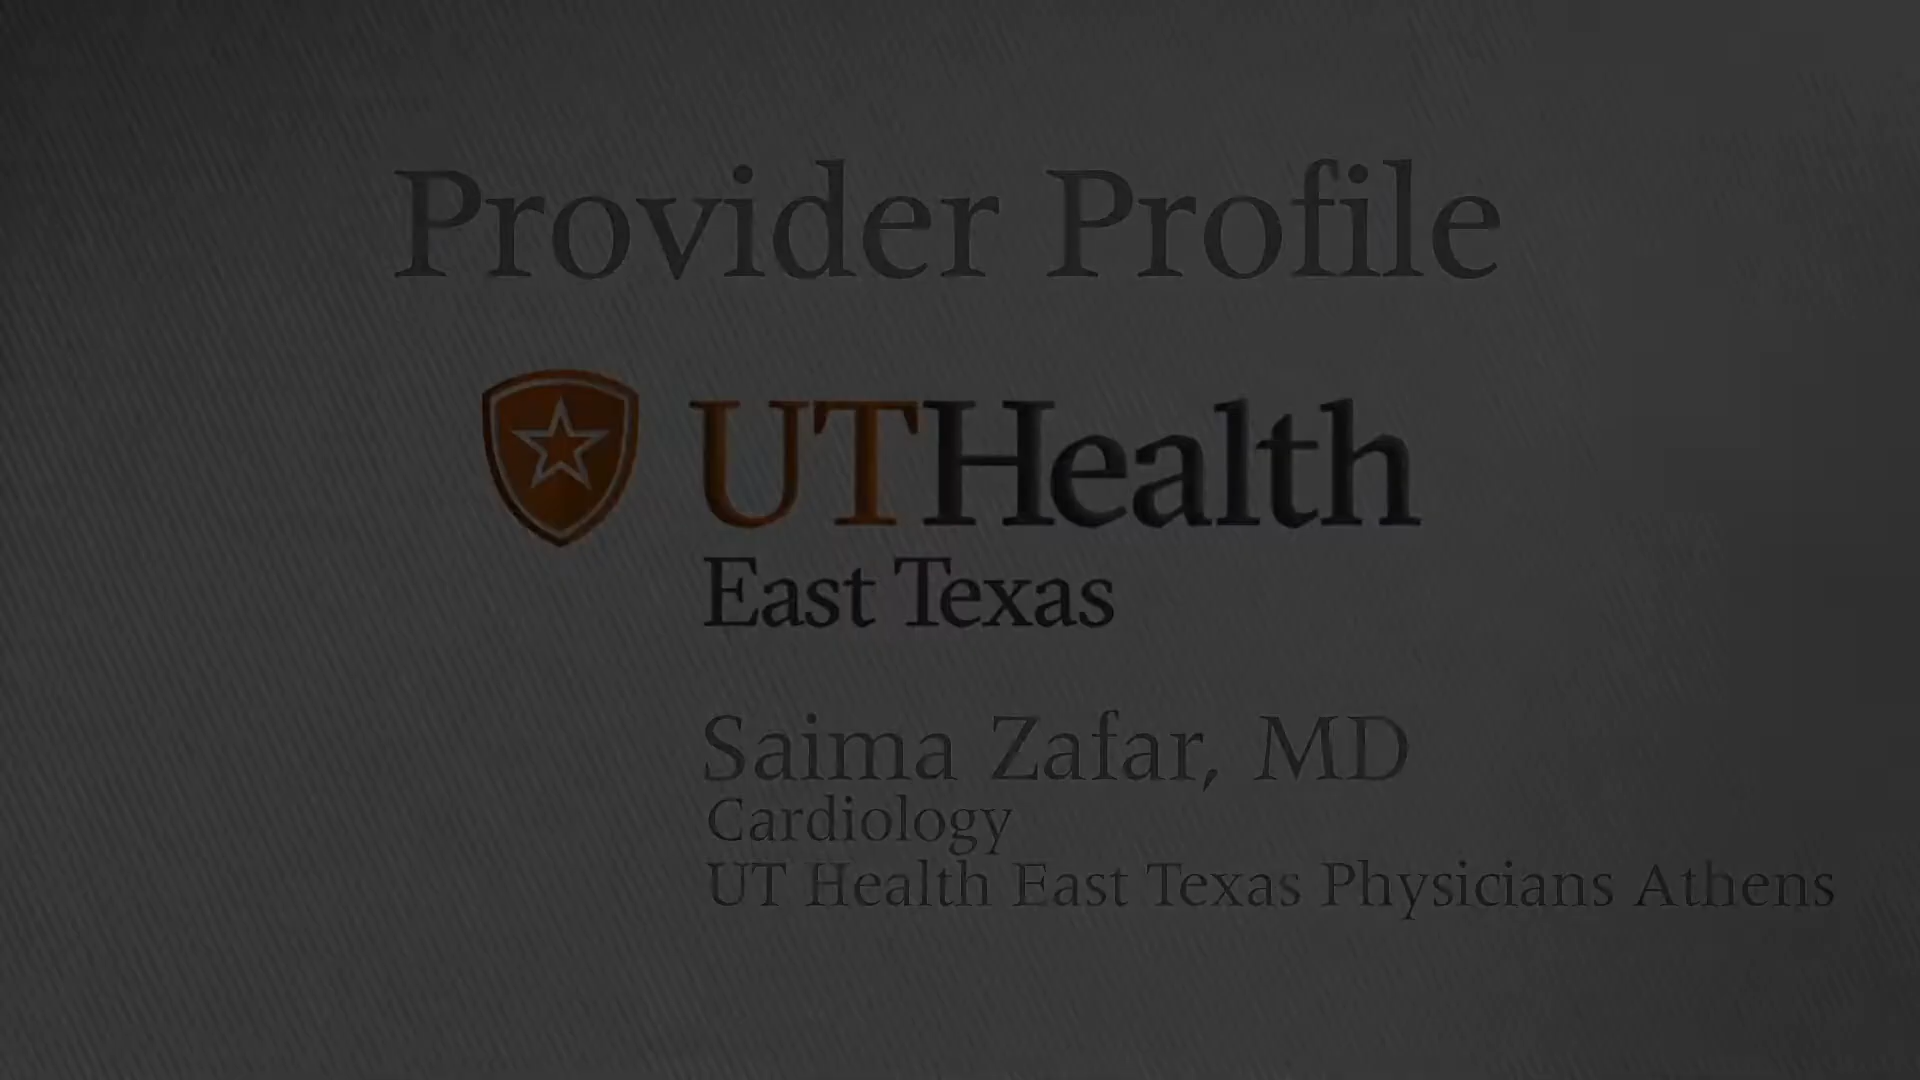 Provider Profile
UTHealth
East Texas
Saima Zafar, MD
Cardiology
UT Health East Texas Physicians Athens